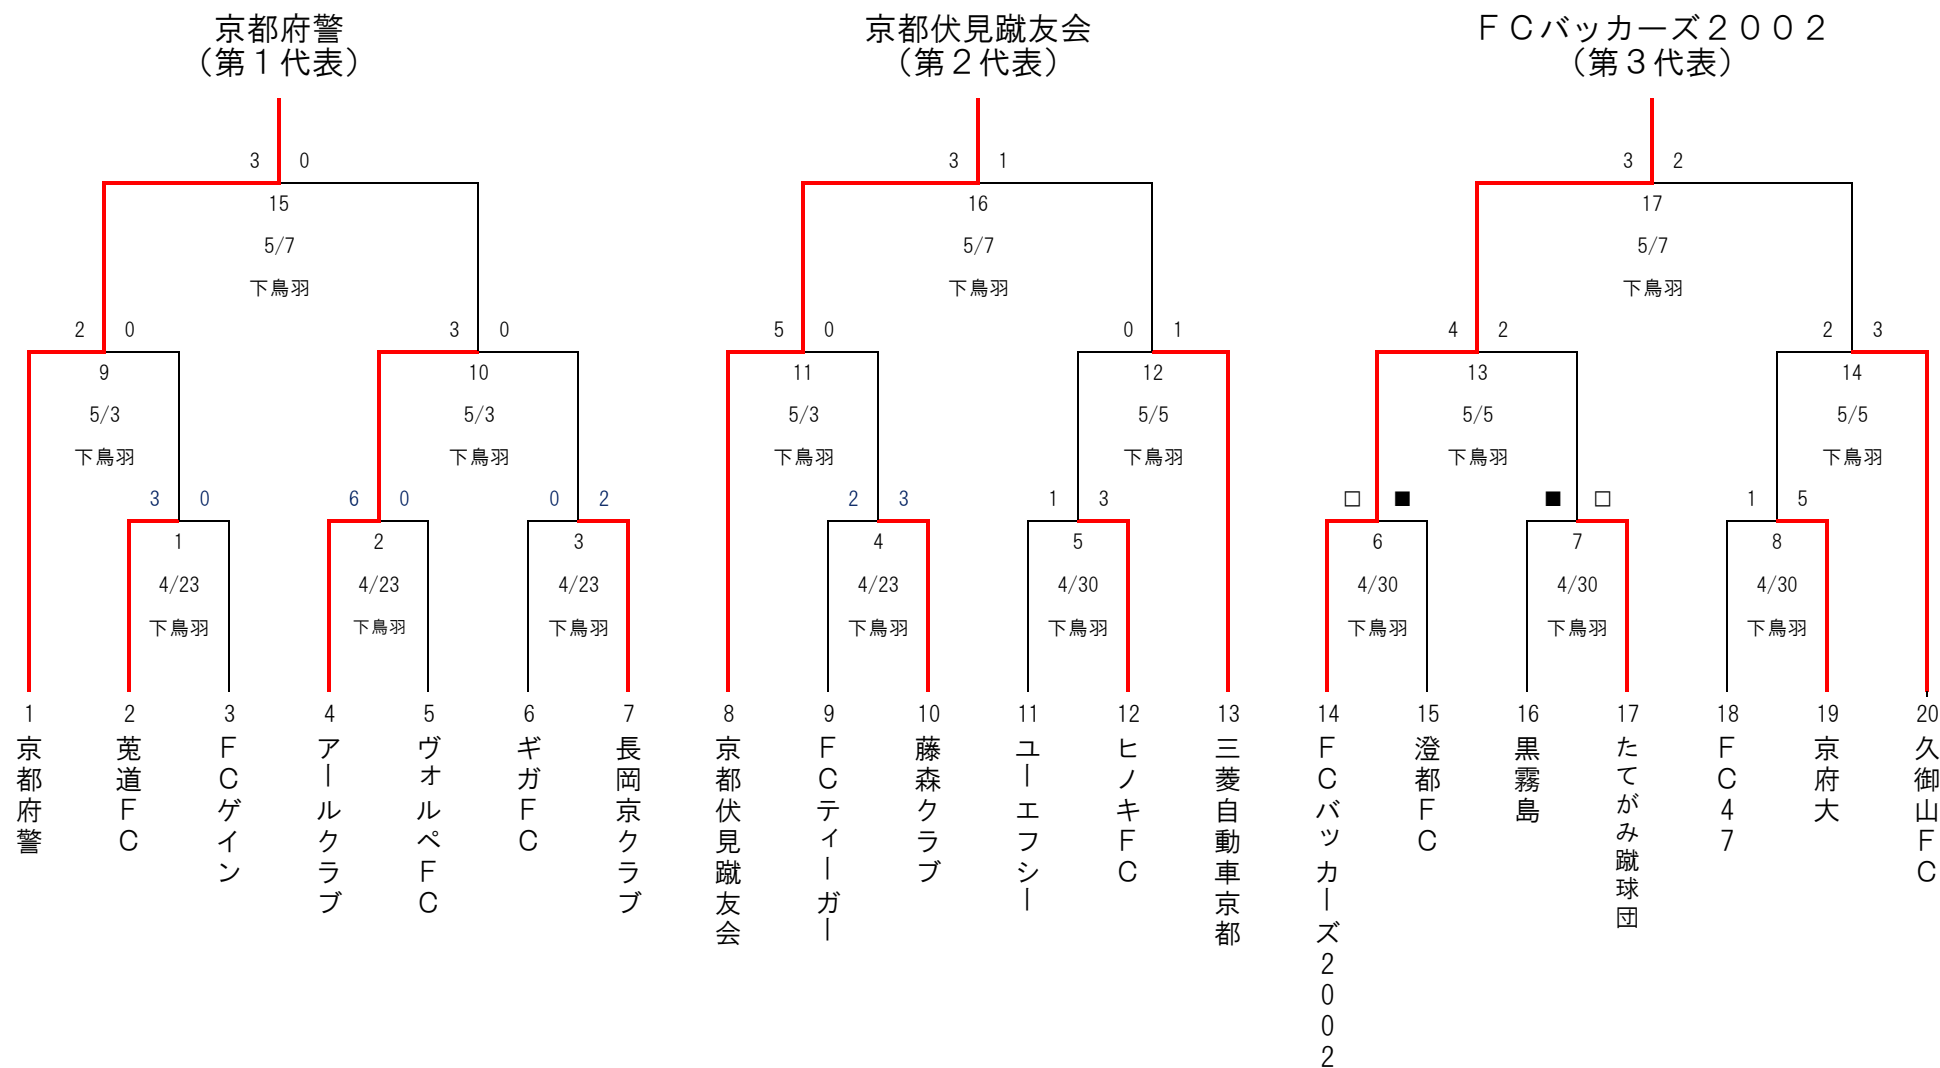 京都府警
（第１代表）
京都伏見蹴友会
（第２代表）
ＦＣバッカーズ２００２
（第３代表）
3 0
3 1
3 2
15
16
17
5/7
5/7
5/7
下鳥羽
下鳥羽
下鳥羽
2 0
3 0
5 0
0 1
4 2
2 3
9
10
11
12
13
14
5/3
5/3
5/3
5/5
5/5
5/5
下鳥羽
下鳥羽
下鳥羽
下鳥羽
下鳥羽
下鳥羽
3 0
6 0
0 2
2 3
1 3
□ ■
■ □
1 5
1
2
3
4
5
6
7
8
4/23
4/23
4/23
4/23
4/30
4/30
4/30
4/30
下鳥羽
下鳥羽
下鳥羽
下鳥羽
下鳥羽
下鳥羽
下鳥羽
下鳥羽
1
京都府警
2
莵道FC
3
FCゲイン
4
アールクラブ
5
ヴォルペFC
6
ギガFC
7
長岡京クラブ
8
京都伏見蹴友会
9
FCティーガー
10
藤森クラブ
11
ユーエフシー
12
ヒノキFC
13
三菱自動車京都
14
FCバッカーズ2002
15
澄都FC
16
黒霧島
17
たてがみ蹴球団
18
FC47
19
京府大
20
久御山FC